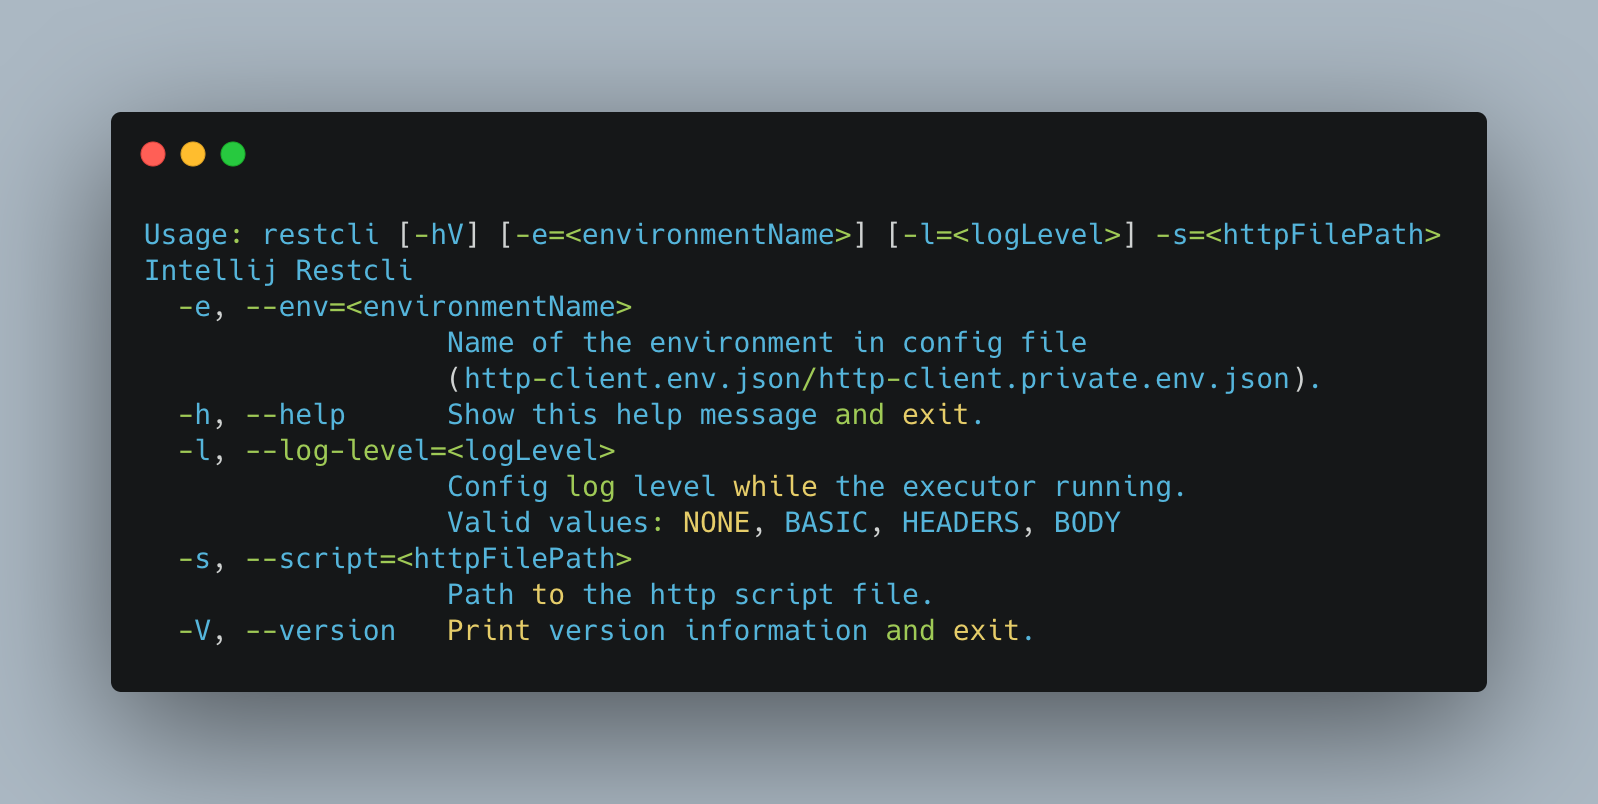 Usage: restcli [-hV] [-e=<environmentName>] [-l=<logLevel>] -s=<httpFilePath>
Intellij Restcli
  -e, --env=<environmentName>
                  Name of the environment in config file
                  (http-client.env.json/http-client.private.env.json).
  -h, --help      Show this help message and exit.
  -l, --log-level=<logLevel>
                  Config log level while the executor running.
                  Valid values: NONE, BASIC, HEADERS, BODY
  -s, --script=<httpFilePath>
                  Path to the http script file.
  -V, --version   Print version information and exit.